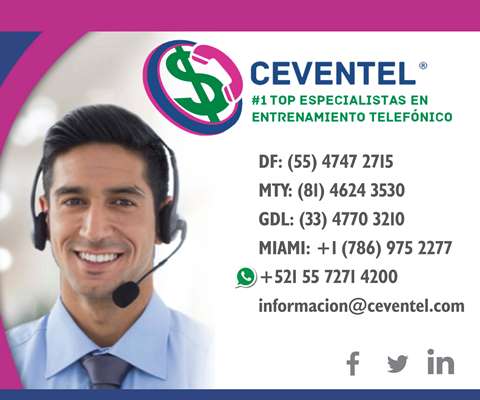 CEVENTEL®
#1 TOP ESPECIALISTAS EN
ENTRENAMIENTO TELEFÓNICO
DF: (55) 4747 2715
MTY: (81) 4624 3530
GDL: (33) 4770 3210
MIAMI: +1 (786) 975 2277
+521 55 7271 4200
informacion@ceventel.com